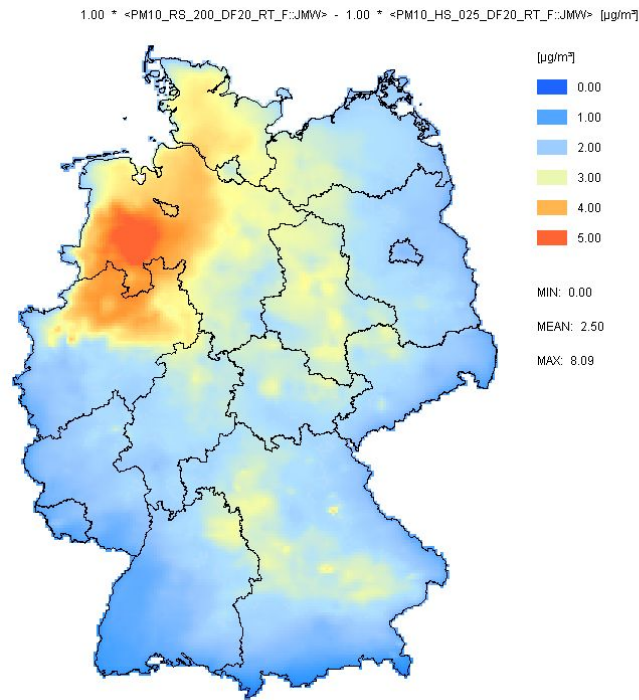 1.00 * <PM10_RS_200_DF20_RT_F::JMW> - 1.00 * <PM10_HS_025_DF20_RT_F::JMW> [µg/m³]
[µg/m³]
0.00
1.00
2.00
3.00
4.00
5.00
MIN: 0.00
MEAN: 2.50
MAX: 8.09